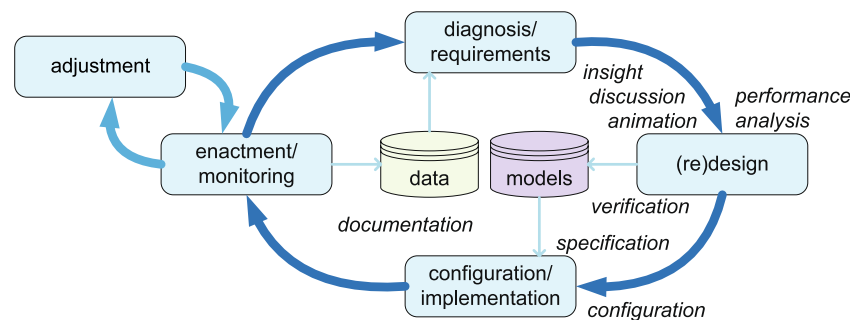 diagnosis/
requirements
adjustment
insight
discussion
animation
performance
analysis
enactment/
monitoring
data
models
(re)design
verification
documentation
specification
configuration/
implementation
configuration